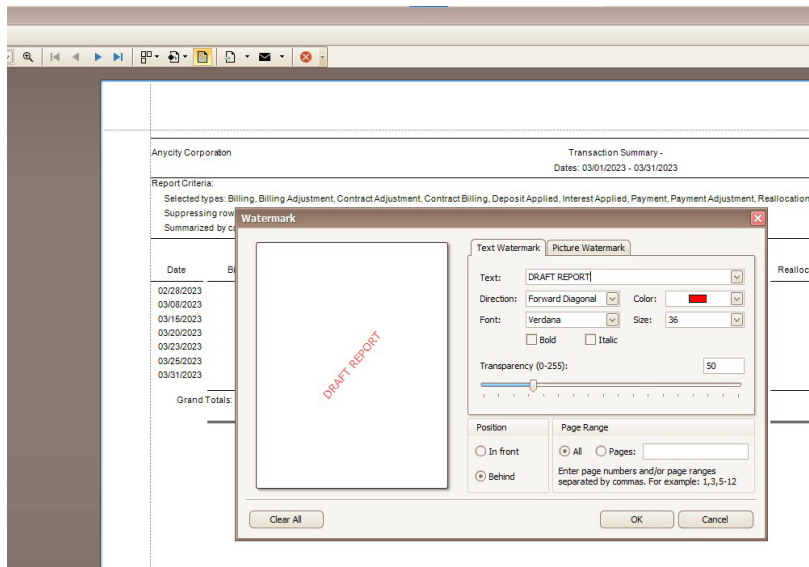 Anycity Corporation
Transaction Summary -
Dates: 03/01/2023 - 03/31/2023
Report Criteria:
Selected types: Billing, Billing Adjustment, Contract Adjustment, Contract Billing, Deposit Applied, Interest Applied, Payment, Payment Adjustment, Reallocation
Suppressing row
Summarized by ca
Date Bi Realloc
02/28/2023
03/08/2023
03/15/2023
03/20/2023
03/23/2023
03/25/2023
03/31/2023
Grand Totals:
Watermark
DRAFT REPORT
Text Watermark Picture Watermark
Text: DRAFT REPORT
Direction: Forward Diagonal Color:
Font: Verdana Size: 36
Bold Italic
Transparency (0-255): 50
Position
In front
Behind
Page Range
All Pages:
Enter page numbers and/or page ranges
separated by commas. For example: 1,3,5-12
Clear All OK Cancel